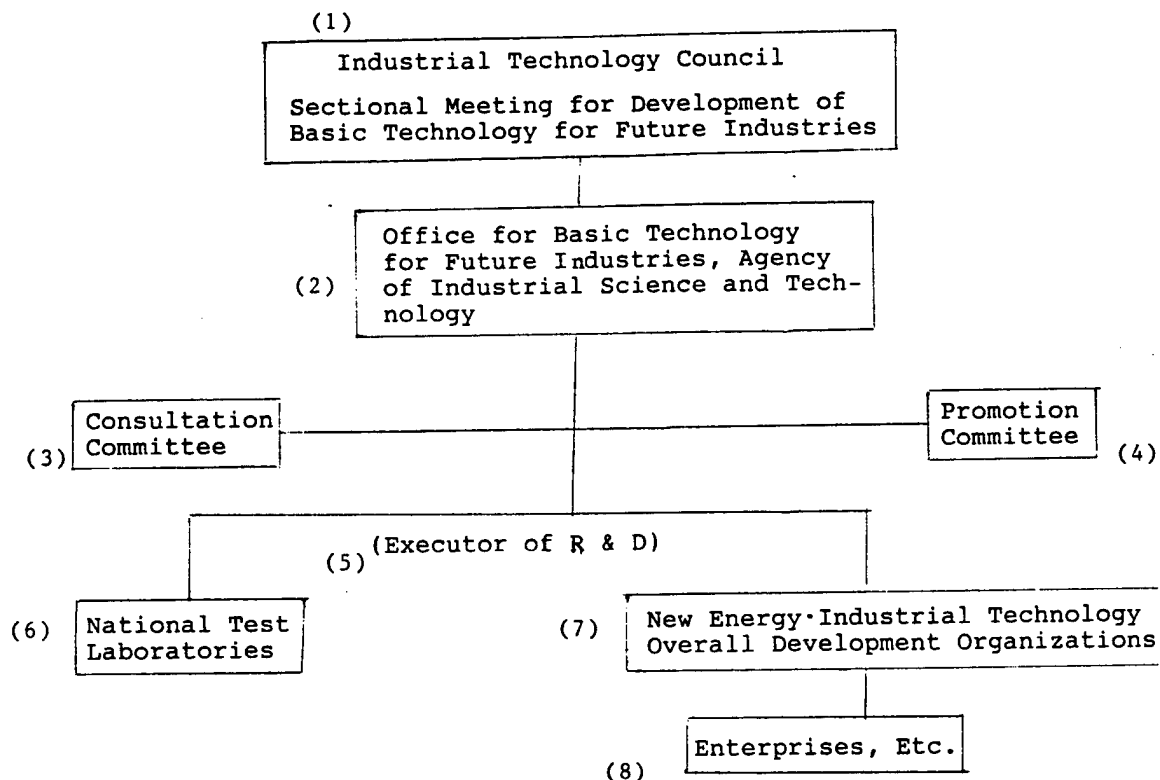 (1)
Industrial Technology Council
Sectional Meeting for Development of
Basic Technology for Future Industries
Office for Basic Technology
for Future Industries, Agency
(2) of Industrial Science and Tech-
nology
Consultation
Committee
(3)
Promotion
Committee
(4)
(Executor of R & D)
(5)
(6) National Test
Laboratories
(7) New Energy·Industrial Technology
Overall Development Organizations
Enterprises, Etc.
(8)